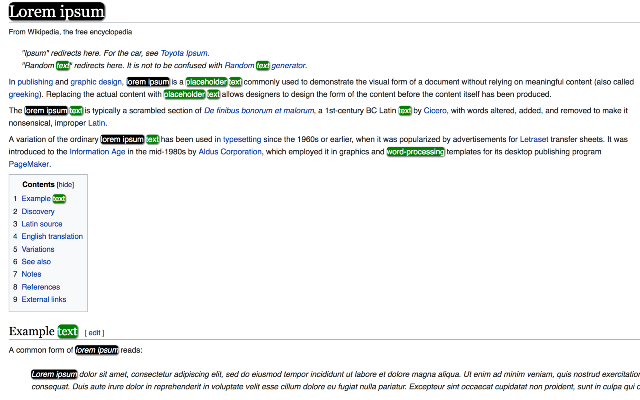 Lorem ipsum
From Wikipedia, the free encyclopedia
"Ipsum" redirects here. For the car, see Toyota Ipsum.
"Random text" redirects here. It is not to be confused with Random text generator.
In publishing and graphic design, lorem ipsum is a placeholder text commonly used to demonstrate the visual form of a document without relying on meaningful content (also called
greeking). Replacing the actual content with placeholder text allows designers to design the form of the content before the content itself has been produced.
The lorem ipsum text is typically a scrambled section of De finibus bonorum et malorum, a 1st-century BC Latin text by Cicero, with words altered, added, and removed to make it
nonsensical, improper Latin.
A variation of the ordinary lorem ipsum text has been used in typesetting since the 1960s or earlier, when it was popularized by advertisements for Letraset transfer sheets. It was
introduced to the Information Age in the mid-1980s by Aldus Corporation, which employed it in graphics and word-processing templates for its desktop publishing program
PageMaker.
Contents [hide]
1 Example text
2 Discovery
3 Latin source
4 English translation
5 Variations
6 See also
7 Notes
8 References
9 External links
Example text [ edit ]
A common form of lorem ipsum reads:
Lorem ipsum dolor sit amet, consectetur adipiscing elit, sed do eiusmod tempor incididunt ut labore et dolore magna aliqua. Ut enim ad minim veniam, quis nostrud exercitation
consequat. Duis aute irure dolor in reprehenderit in voluptate velit esse cillum dolore eu fugiat nulla pariatur. Excepteur sint occaecat cupidatat non proident, sunt in culpa qui